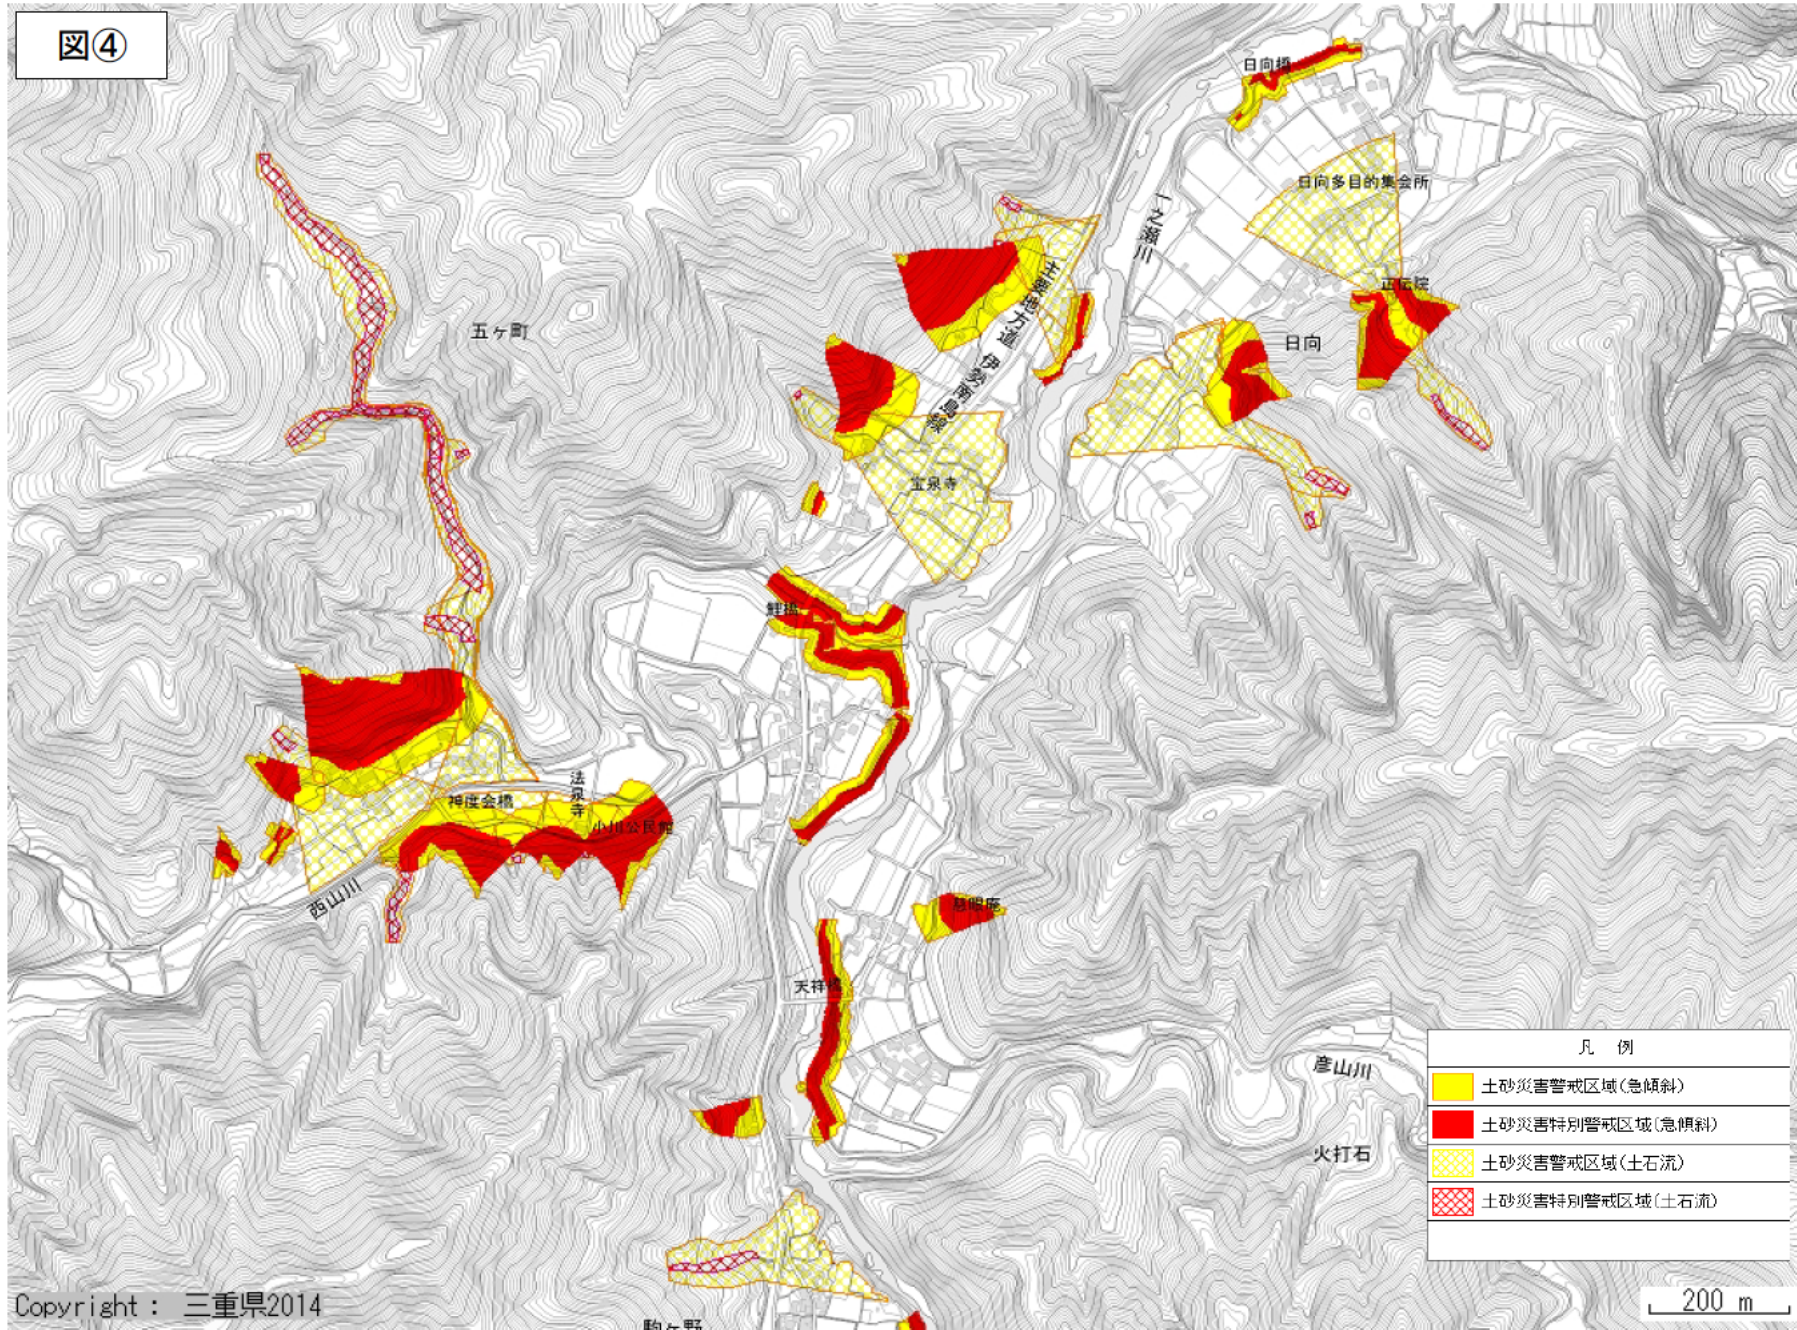 図④
日向橋
日向多目的集会所
一之瀬川
正伝院
主要地方道 伊勢南島線
五ヶ町
日向
宝泉寺
鮠橋
法泉寺
神度会橋
小川公民館
西山川
慈眼庵
天祥橋
凡 例
彦山川
土砂災害警戒区域(急傾斜)
土砂災害特別警戒区域(急傾斜)
火打石
土砂災害警戒区域(土石流)
土砂災害特別警戒区域(土石流)
Copyright : 三重県2014
200 m
駒ヶ野